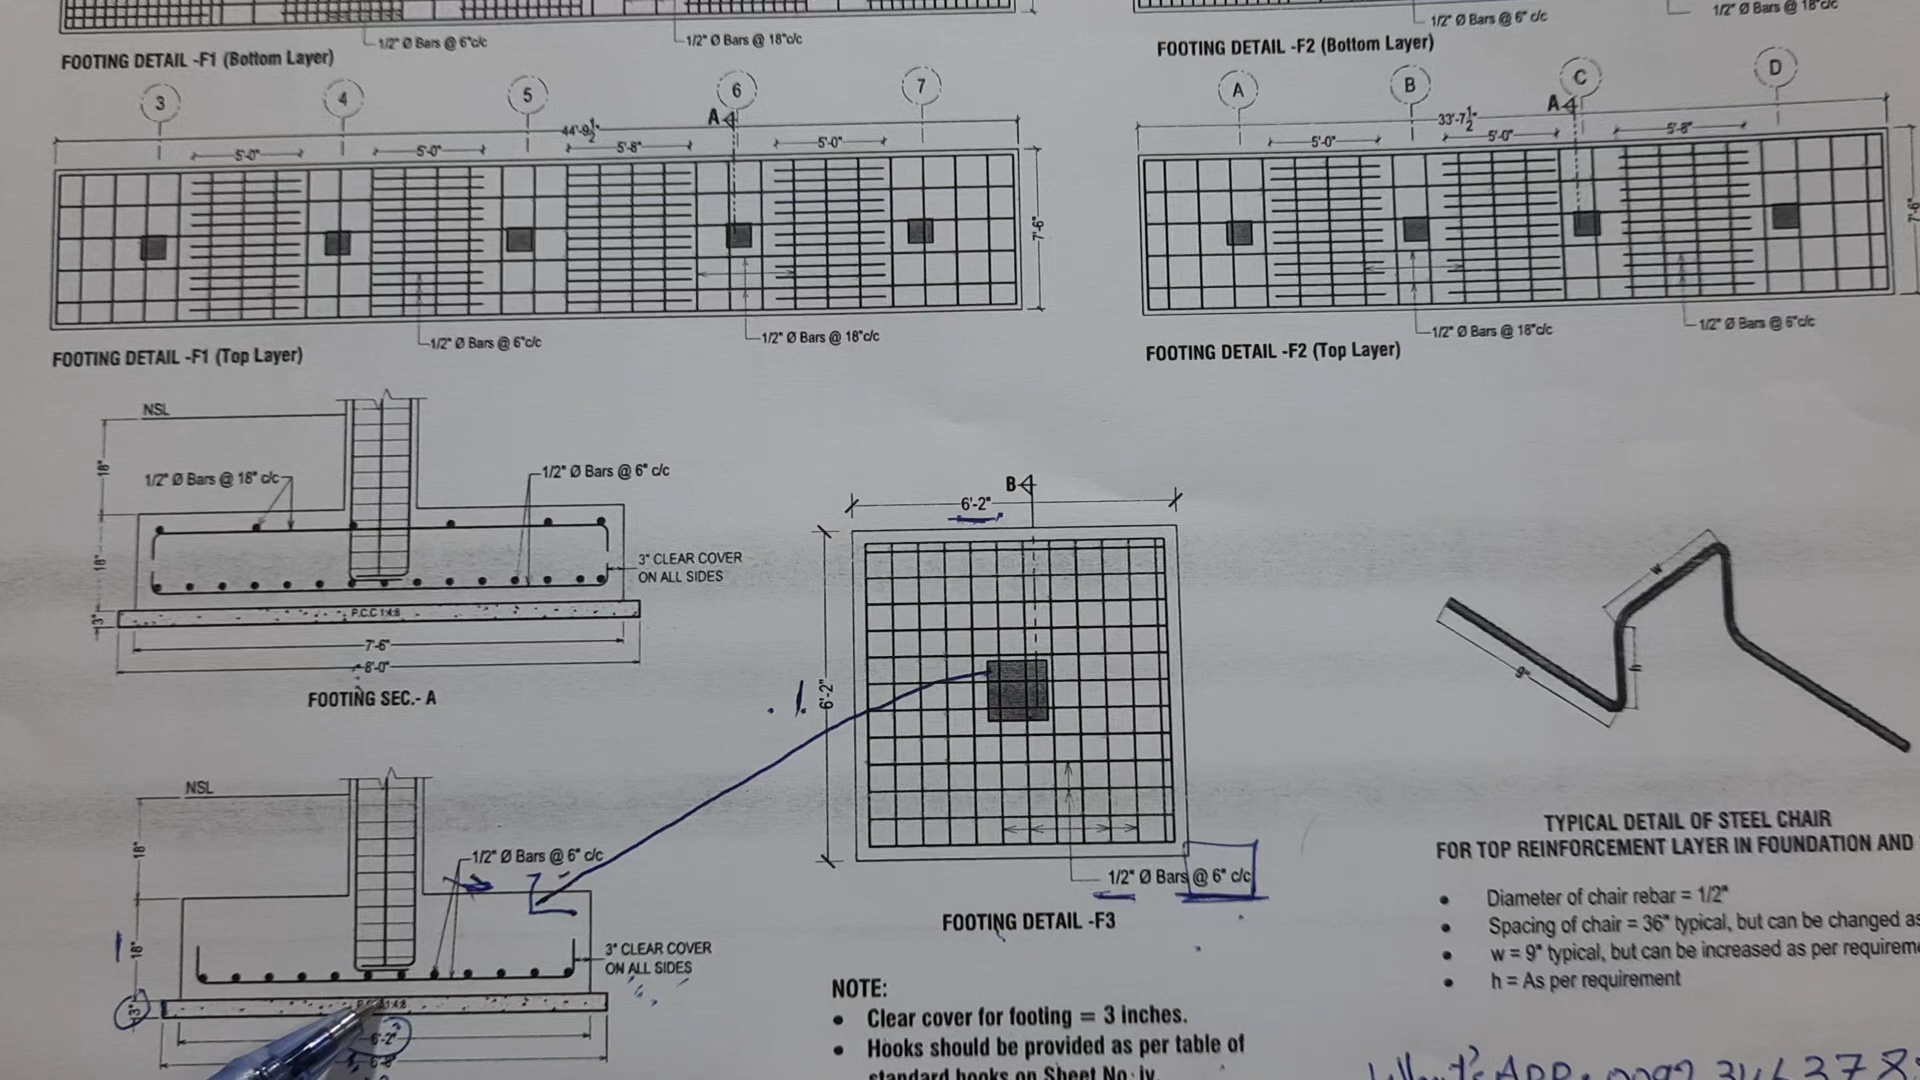 1/2" Ø Bars @ 6"c/c
1/2" Ø Bars @ 18"c/c
FOOTING DETAIL -F1 (Bottom Layer)
1/2" Ø Bars @ 6" c/c
1/2" Ø Bars @ 18"c/c
FOOTING DETAIL -F2 (Bottom Layer)
3
4
5
6
7
A
44'-9½"
5'-0"
5'-0"
5'-8"
5'-0"
7'-6"
1/2" Ø Bars @ 6"c/c
1/2" Ø Bars @ 18"c/c
FOOTING DETAIL -F1 (Top Layer)
A
B
C
D
A
33'-7½"
5'-0"
5'-0"
5'-8"
7'-6"
1/2" Ø Bars @ 18"c/c
1/2" Ø Bars @ 6"c/c
FOOTING DETAIL -F2 (Top Layer)
NSL
18"
1/2" Ø Bars @ 18" c/c
1/2" Ø Bars @ 6" c/c
18"
3" CLEAR COVER
ON ALL SIDES
P.C.C 1:4:8
3"
7'-6"
8'-0"
FOOTING SEC.- A
B
6'-2"
6'-2"
1/2" Ø Bars @ 6" c/c
FOOTING DETAIL -F3
w
h
9"
TYPICAL DETAIL OF STEEL CHAIR
FOR TOP REINFORCEMENT LAYER IN FOUNDATION AND
• Diameter of chair rebar = 1/2"
• Spacing of chair = 36" typical, but can be changed as
• w = 9" typical, but can be increased as per requirem
• h = As per requirement
NSL
18"
1/2" Ø Bars @ 6" c/c
18"
3" CLEAR COVER
ON ALL SIDES
3"
6'-2"
NOTE:
• Clear cover for footing = 3 inches.
• Hooks should be provided as per table of
standard hooks on Sheet No: iv.